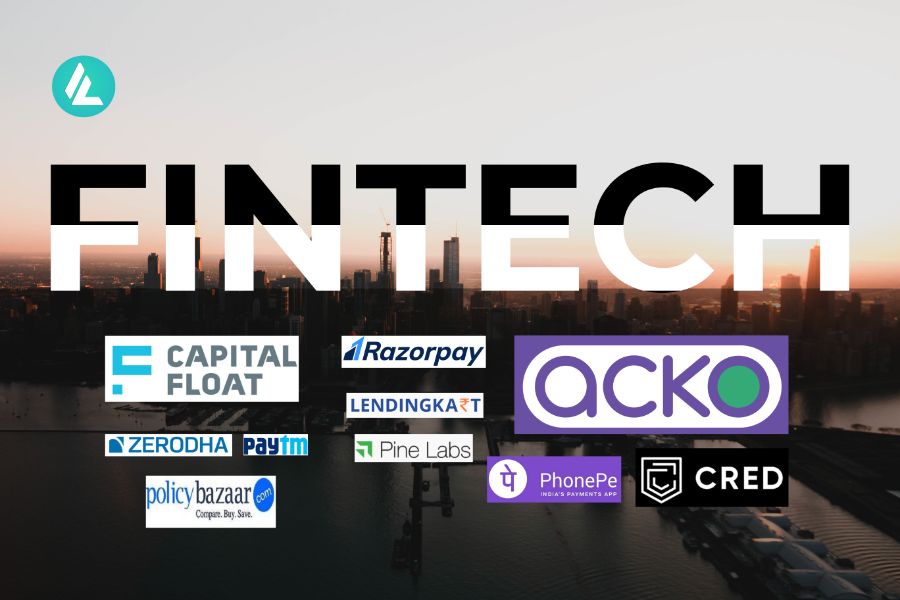 FINTECH
CAPITAL
FLOAT
Razorpay
acko
LENDINGKA₹T
ZERODHA
paytm
Pine Labs
पे PhonePe
INDIA'S PAYMENTS APP
CRED
policybazaar.com
Compare. Buy. Save.